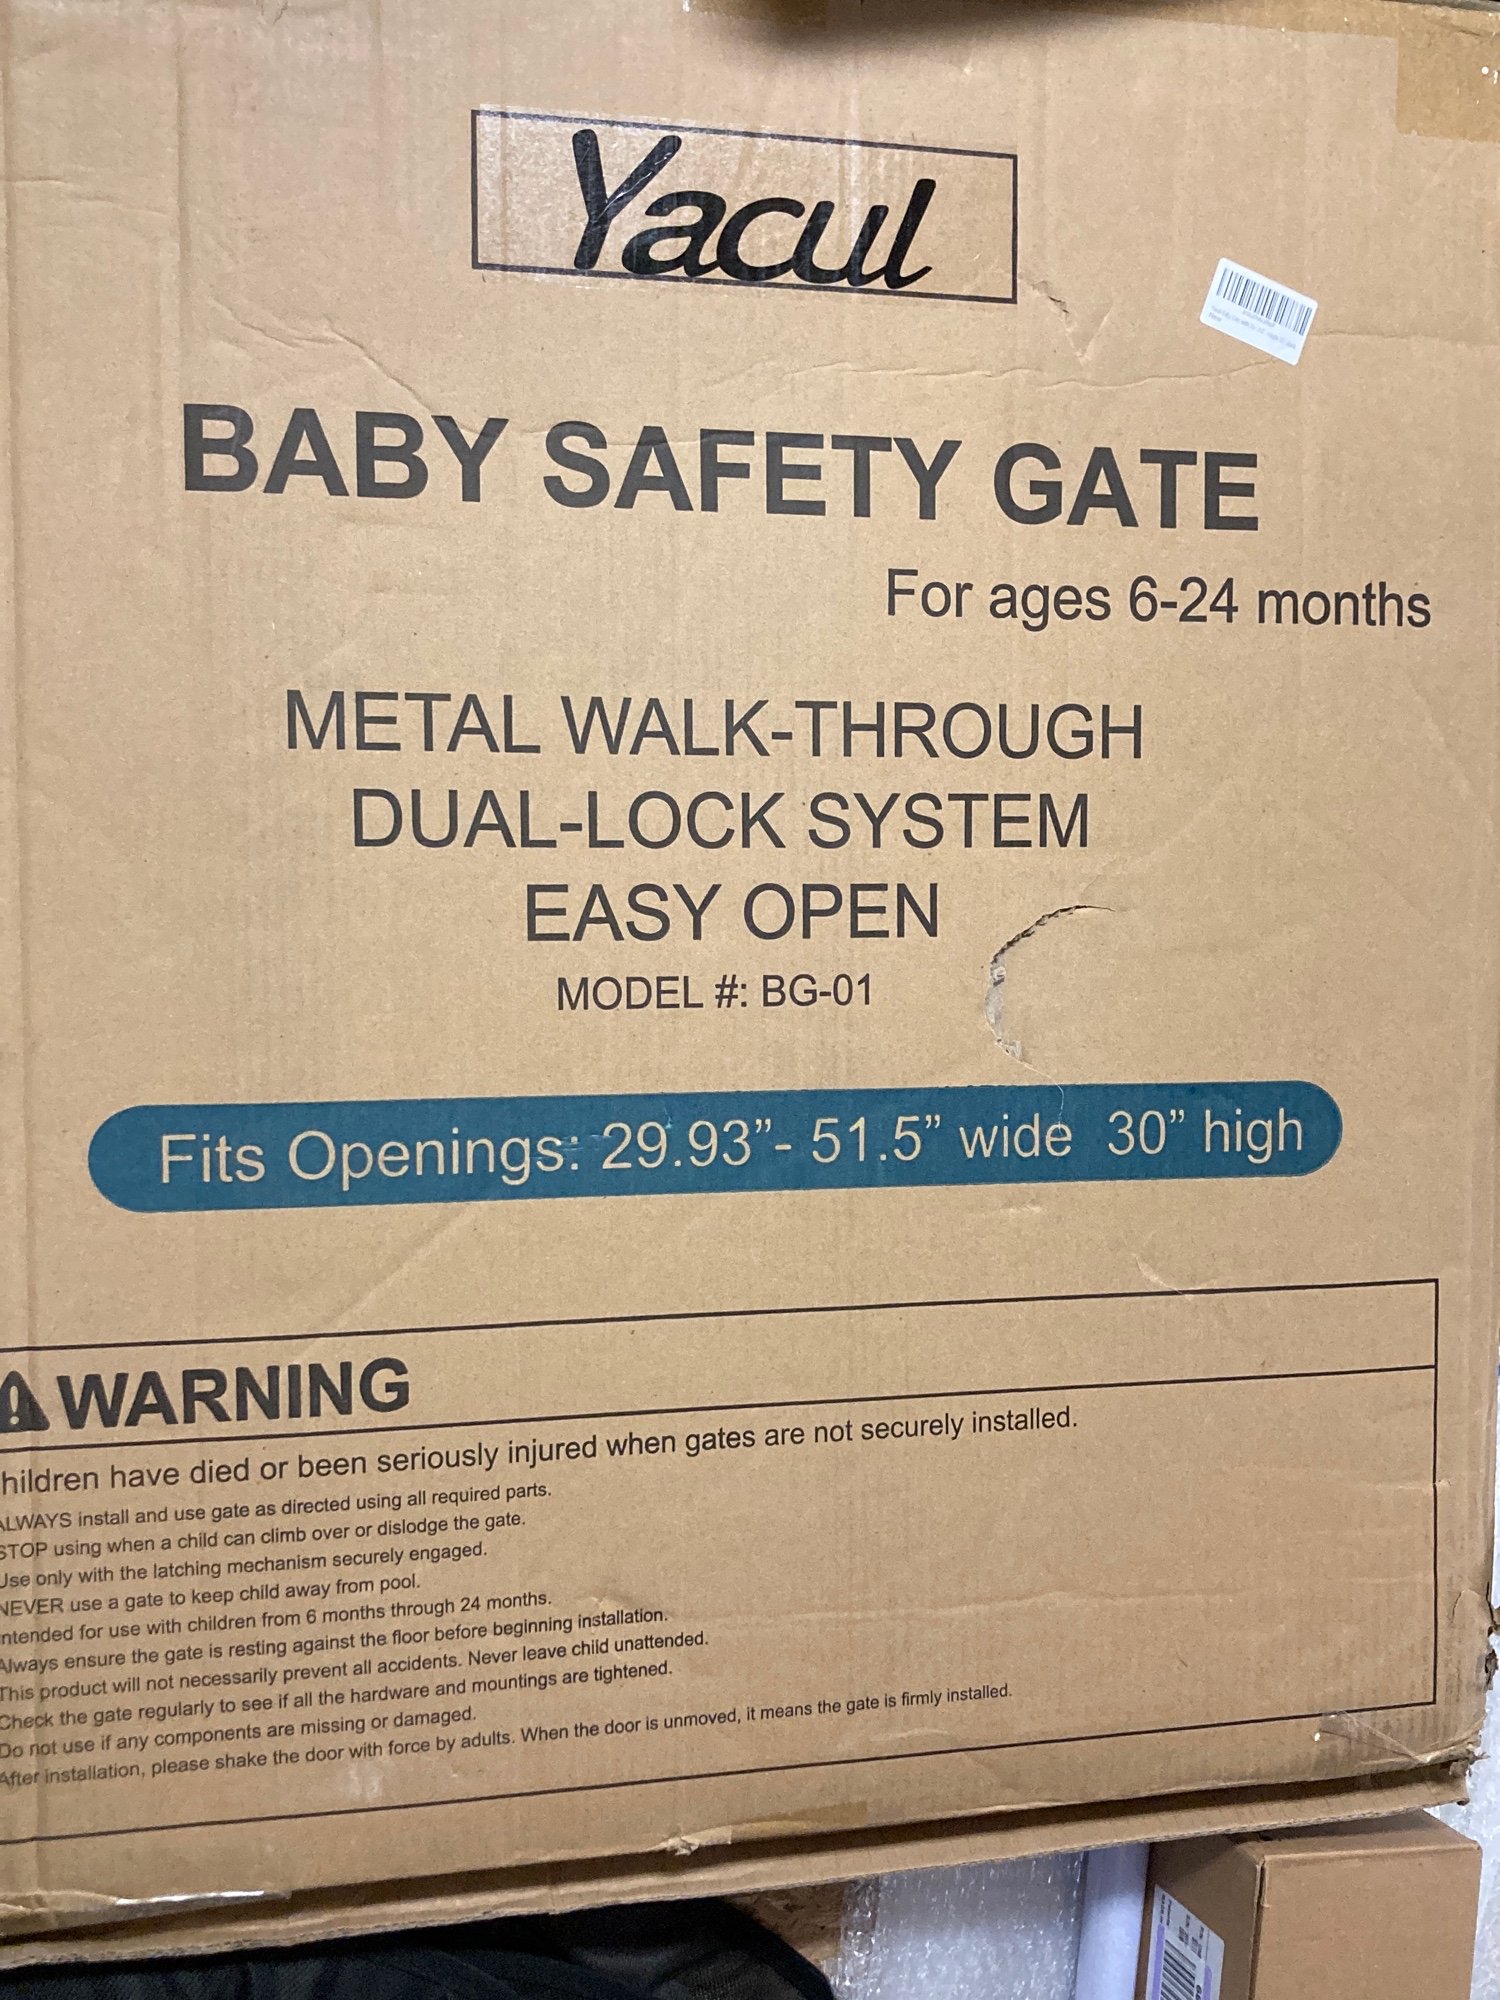 Yacul
BABY SAFETY GATE
For ages 6-24 months
METAL WALK-THROUGH
DUAL-LOCK SYSTEM
EASY OPEN
MODEL #: BG-01
Fits Openings: 29.93”- 51.5” wide 30” high
WARNING
hildren have died or been seriously injured when gates are not securely installed.
ALWAYS install and use gate as directed using all required parts.
STOP using when a child can climb over or dislodge the gate.
Use only with the latching mechanism securely engaged.
NEVER use a gate to keep child away from pool.
ntended for use with children from 6 months through 24 months.
Always ensure the gate is resting against the floor before beginning installation.
This product will not necessarily prevent all accidents. Never leave child unattended.
Check the gate regularly to see if all the hardware and mountings are tightened.
Do not use if any components are missing or damaged.
After installation, please shake the door with force by adults. When the door is unmoved, it means the gate is firmly installed.